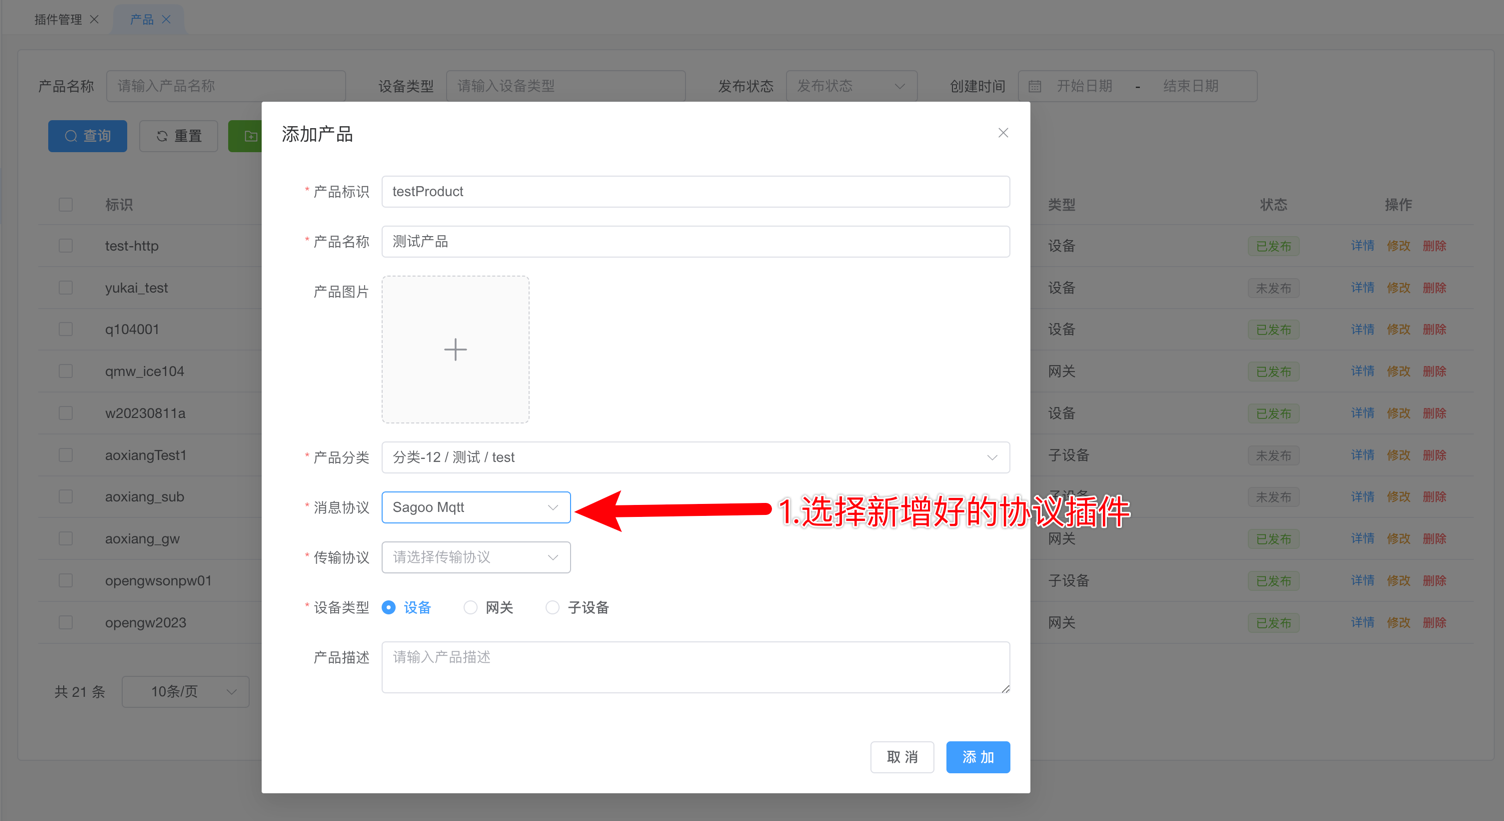 插件管理 产品
产品名称 请输入产品名称 设备类型 请输入设备类型 发布状态 发布状态 创建时间 开始日期 - 结束日期
查询 重置
添加产品
* 产品标识 testProduct
* 产品名称 测试产品
产品图片
* 产品分类 分类-12 / 测试 / test
* 消息协议 Sagoo Mqtt
1.选择新增好的协议插件
* 传输协议 请选择传输协议
* 设备类型 设备 网关 子设备
产品描述 请输入产品描述
取消 添加
标识 类型 状态 操作
test-http 设备 已发布 详情 修改 删除
yukai_test 设备 未发布 详情 修改 删除
q104001 设备 已发布 详情 修改 删除
qmw_ice104 网关 已发布 详情 修改 删除
w20230811a 设备 已发布 详情 修改 删除
aoxiangTest1 子设备 未发布 详情 修改 删除
aoxiang_sub 子设备 未发布 详情 修改 删除
aoxiang_gw 网关 已发布 详情 修改 删除
opengwsonpw01 子设备 已发布 详情 修改 删除
opengw2023 网关 已发布 详情 修改 删除
共 21 条 10条/页